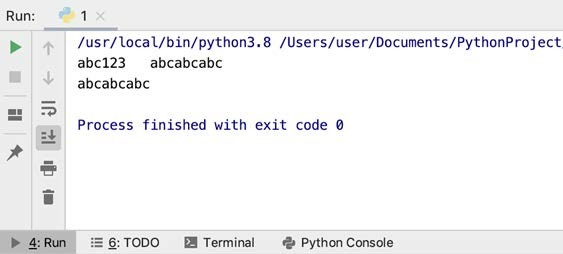 Run: 1
/usr/local/bin/python3.8 /Users/user/Documents/PythonProject/
abc123   abcabcabc
abcabcabc
Process finished with exit code 0
4: Run 6: TODO Terminal Python Console